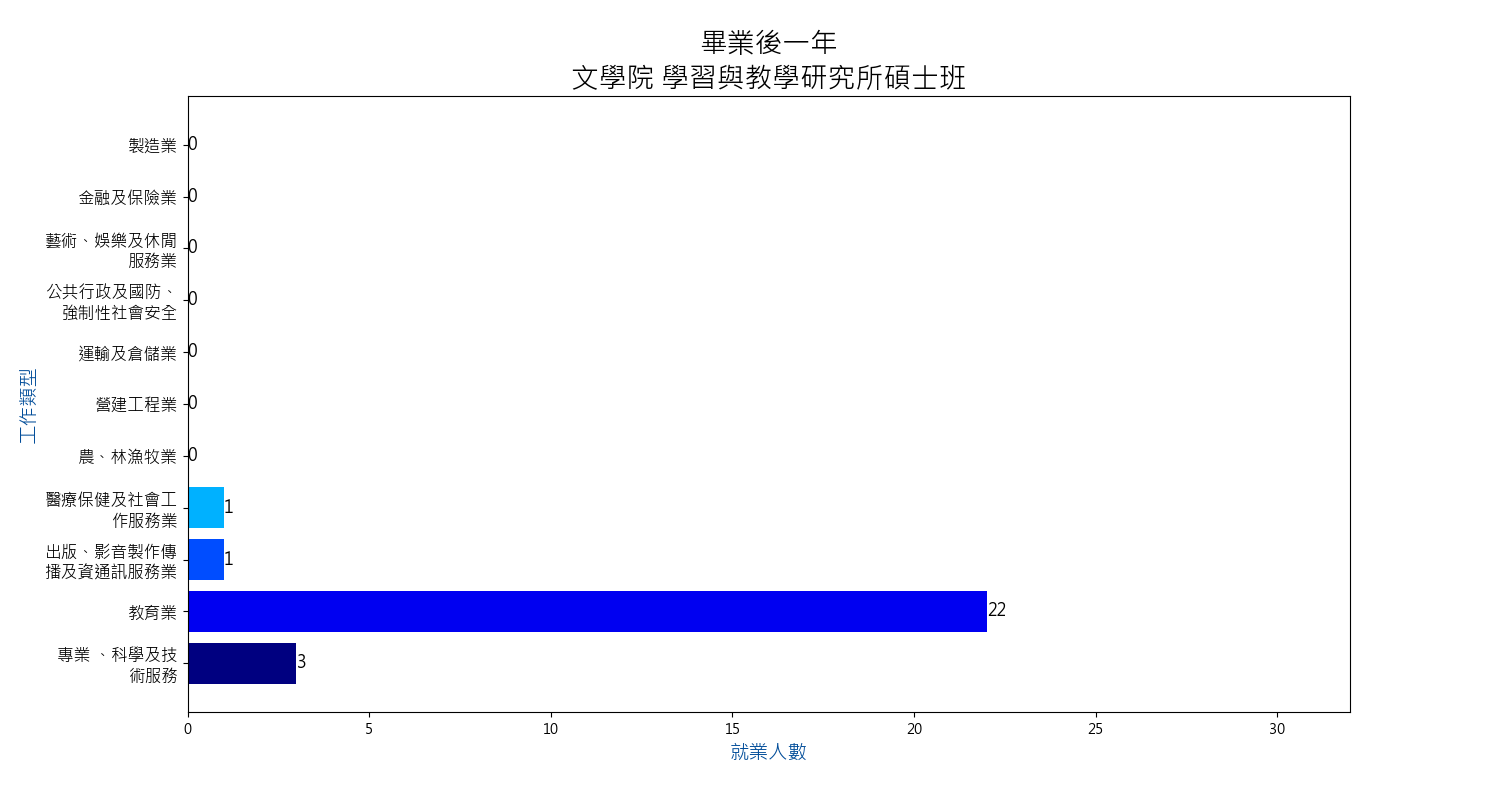 畢業後一年
文學院 學習與教學研究所碩士班
製造業
0
金融及保險業
0
藝術、娛樂及休閒
服務業
0
公共行政及國防、
強制性社會安全
0
運輸及倉儲業
0
營建工程業
0
農、林漁牧業
0
醫療保健及社會工
作服務業
1
出版、影音製作傳
播及資通訊服務業
1
教育業
22
專業 、科學及技
術服務
3
工作類型
0 5 10 15 20 25 30
就業人數